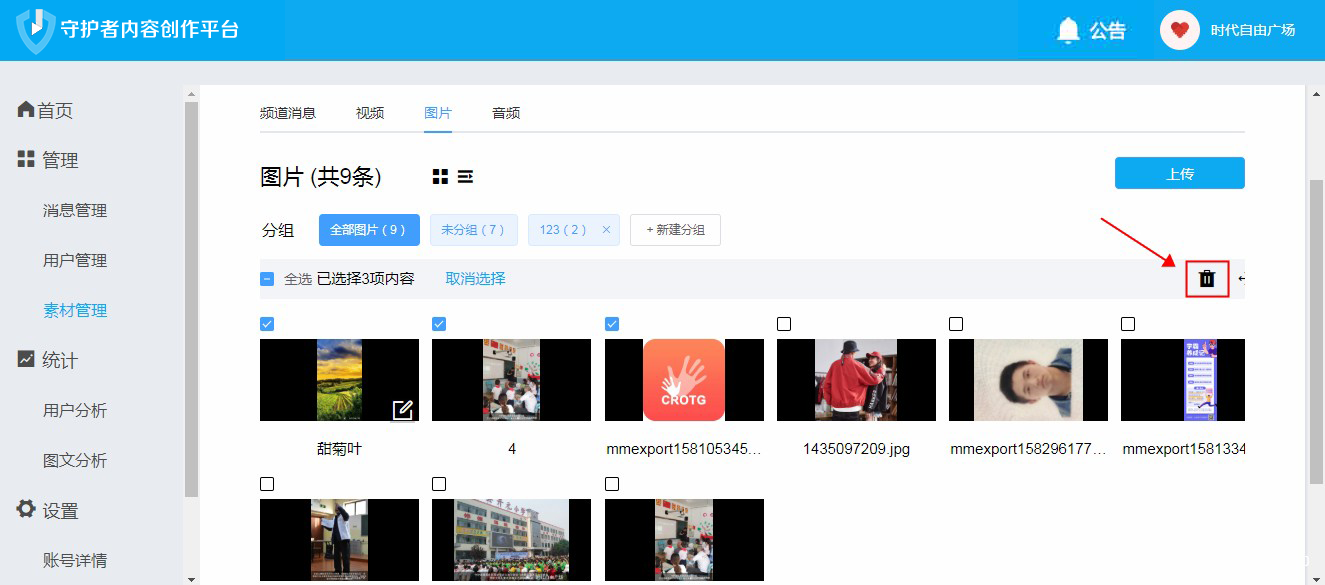 守护者内容创作平台
公告
时代自由广场
首页
管理
消息管理
用户管理
素材管理
统计
用户分析
图文分析
设置
账号详情
频道消息 视频 图片 音频
图片 (共9条)
上传
分组 全部图片 ( 9 ) 未分组 ( 7 ) 123 ( 2 ) × + 新建分组
全选 已选择3项内容 取消选择
CROTG
甜菊叶 4 mmexport158105345... 1435097209.jpg mmexport158296177... mmexport1581334